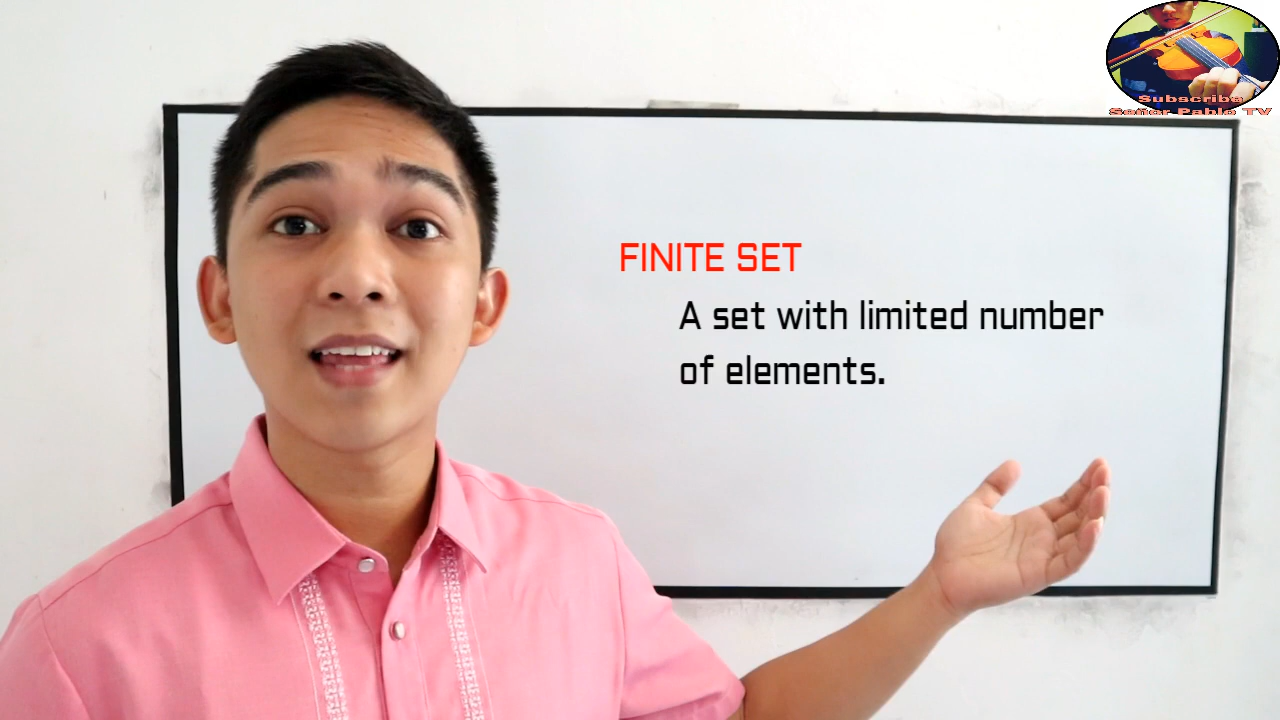 Subscribe
Señor Pablo TV
FINITE SET
A set with limited number
of elements.